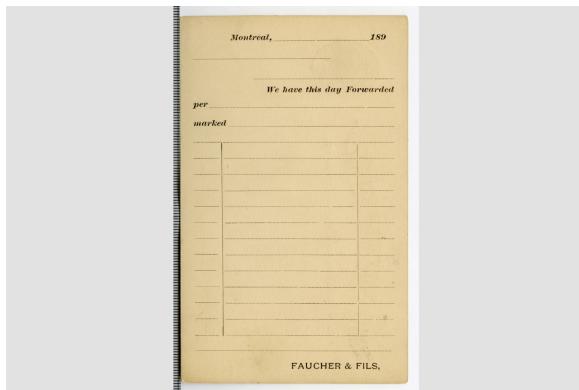 Montreal, 189
We have this day Forwarded
per
marked
FAUCHER & FILS,